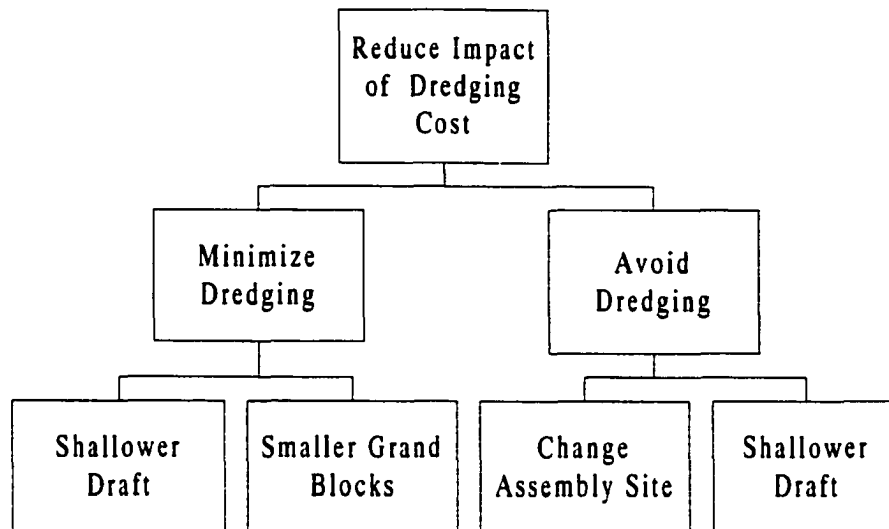 Reduce Impact
of Dredging
Cost
Minimize
Dredging
Avoid
Dredging
Shallower
Draft
Smaller Grand
Blocks
Change
Assembly Site
Shallower
Draft